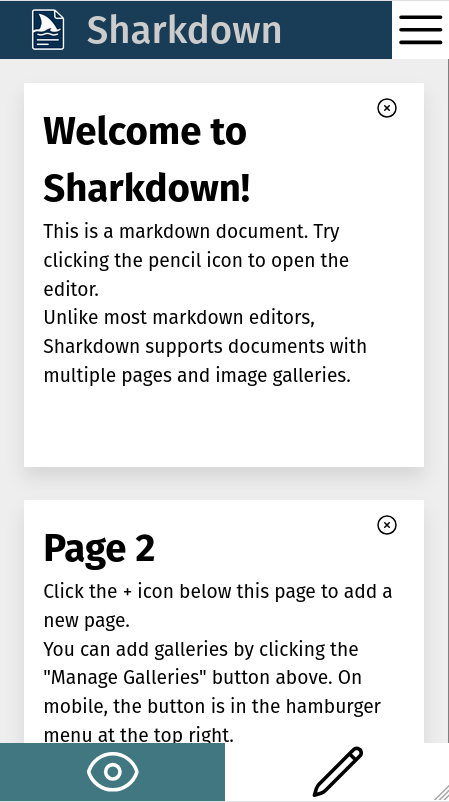 Sharkdown
Welcome to
Sharkdown!
This is a markdown document. Try
clicking the pencil icon to open the
editor.
Unlike most markdown editors,
Sharkdown supports documents with
multiple pages and image galleries.
Page 2
Click the + icon below this page to add a
new page.
You can add galleries by clicking the
"Manage Galleries" button above. On
mobile, the button is in the hamburger
menu at the top right.